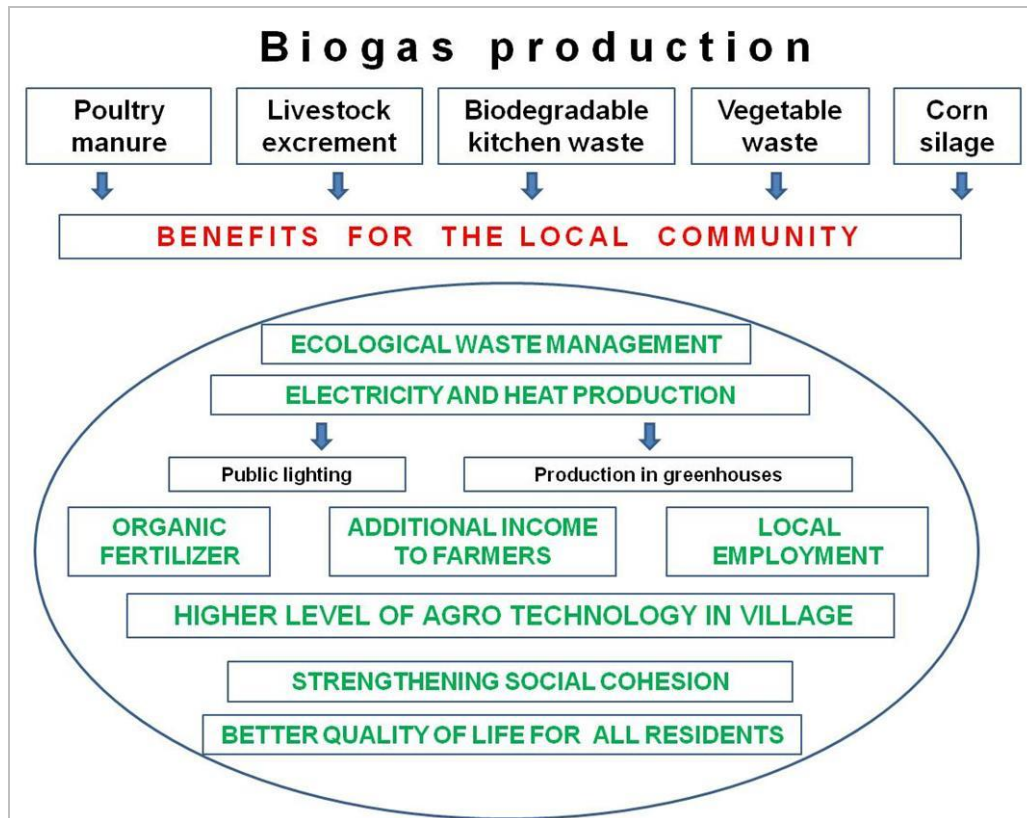 Biogas production
Poultry
manure
Livestock
excrement
Biodegradable
kitchen waste
Vegetable
waste
Corn
silage
BENEFITS FOR THE LOCAL COMMUNITY
ECOLOGICAL WASTE MANAGEMENT
ELECTRICITY AND HEAT PRODUCTION
Public lighting
Production in greenhouses
ORGANIC
FERTILIZER
ADDITIONAL INCOME
TO FARMERS
LOCAL
EMPLOYMENT
HIGHER LEVEL OF AGRO TECHNOLOGY IN VILLAGE
STRENGTHENING SOCIAL COHESION
BETTER QUALITY OF LIFE FOR ALL RESIDENTS